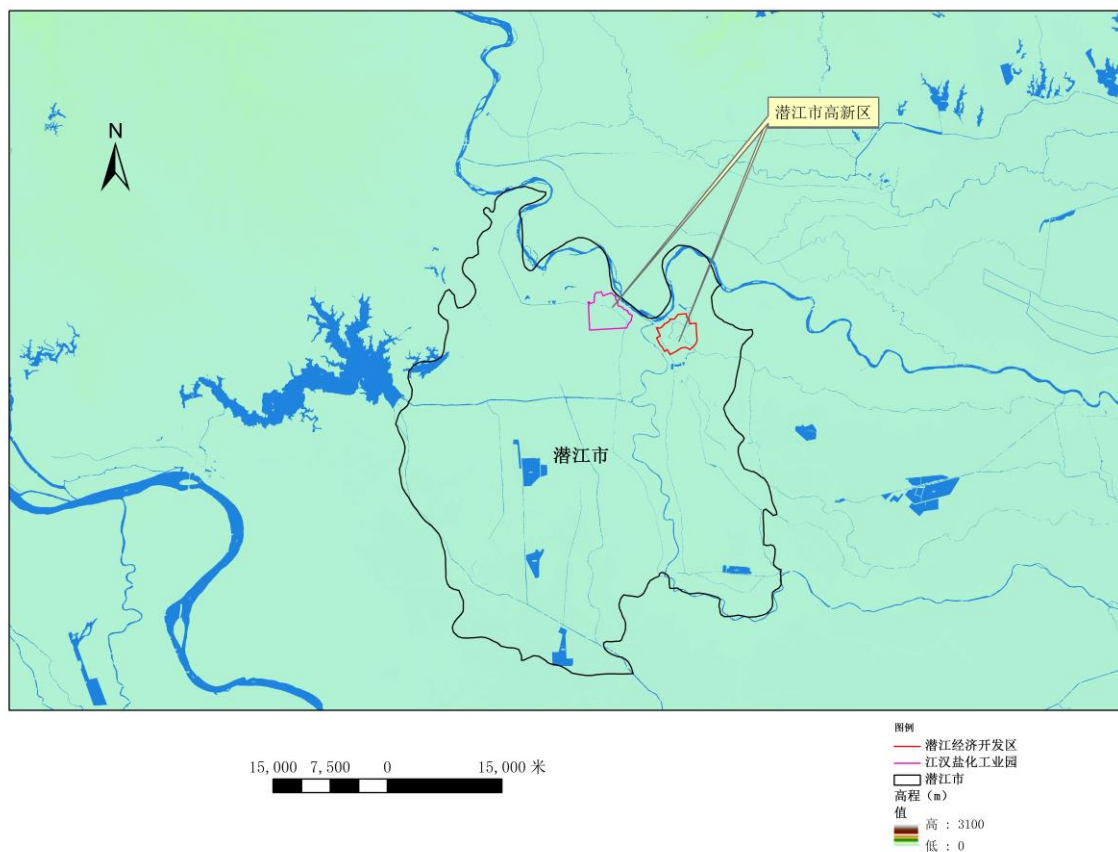 N
潜江市高新区
潜江市
15,000 7,500 0 15,000 米
图例
潜江经济开发区
江汉盐化工业园
潜江市
高程（m）
值
高 : 3100
低 : 0